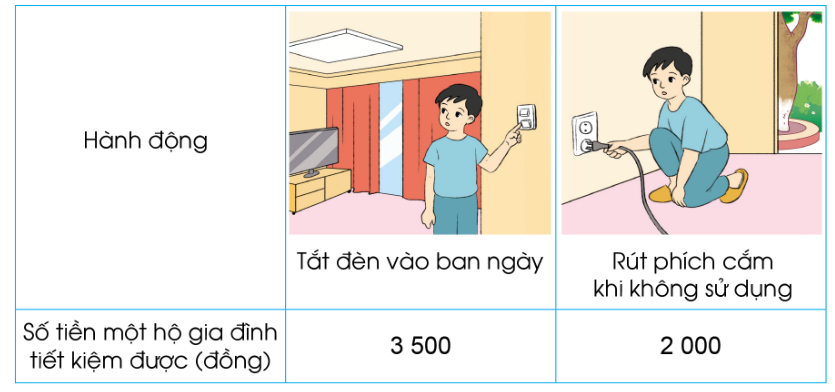 Hành động
Tắt đèn vào ban ngày
Rút phích cắm
khi không sử dụng
Số tiền một hộ gia đình
tiết kiệm được (đồng)
3 500
2 000